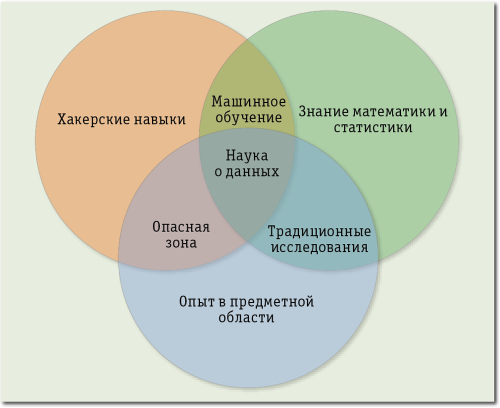 Хакерские навыки
Машинное
обучение
Знание математики и
статистики
Наука
о данных
Опасная
зона
Традиционные
исследования
Опыт в предметной
области